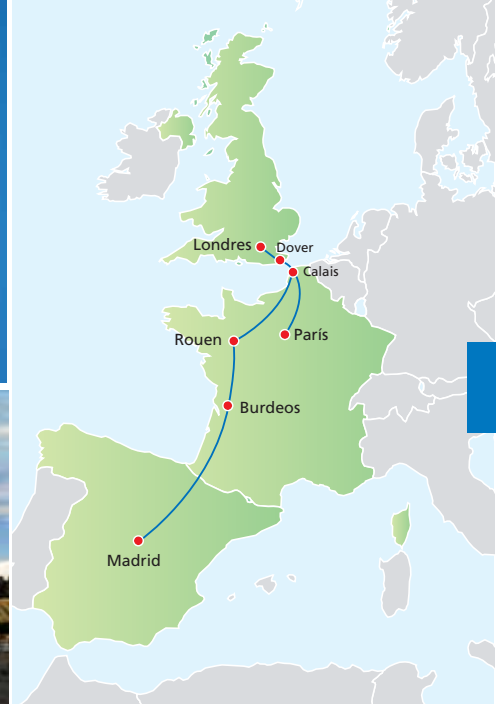 Londres
Dover
Calais
Rouen
París
Burdeos
Madrid